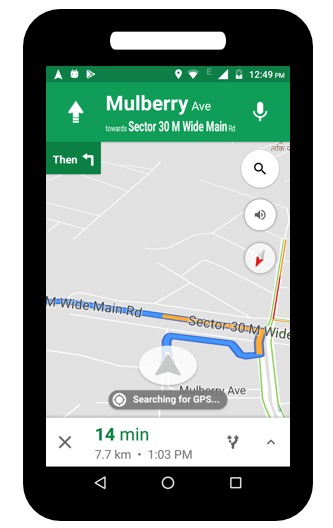 E 12:49 PM
Mulberry Ave
towards Sector 30 M Wide Main Rd
Then
M Wide Main Rd
Sector 30 M Wide
Mulberry Ave
Searching for GPS...
14 min
7.7 km • 1:03 PM